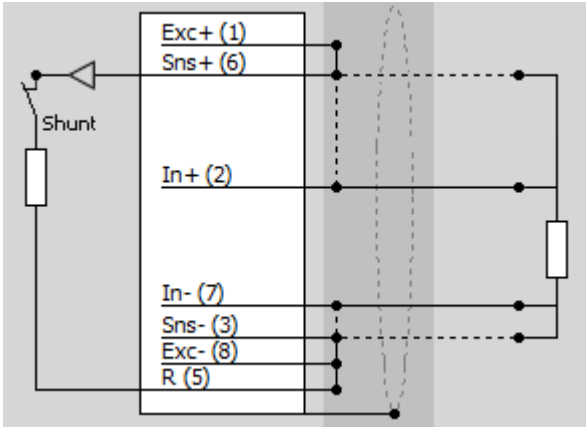 Exc+ (1)
Sns+ (6)
Shunt
In+ (2)
In- (7)
Sns- (3)
Exc- (8)
R (5)